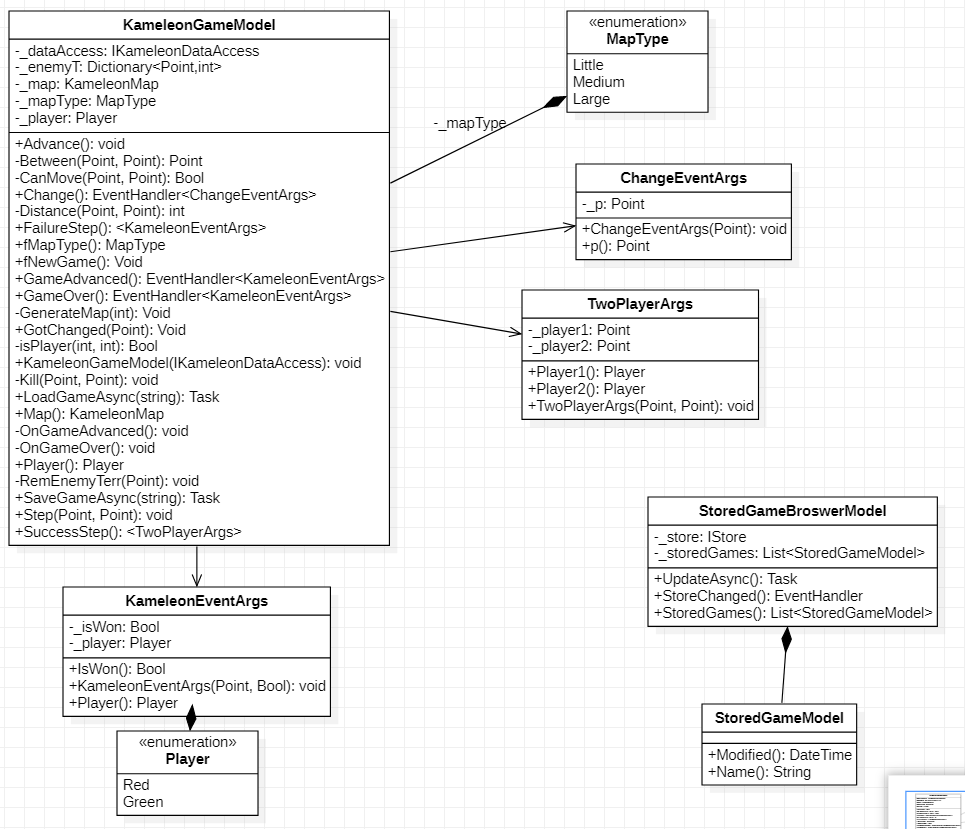 KameleonGameModel
-_dataAccess: IKameleonDataAccess
-_enemyT: Dictionary<Point,int>
-_map: KameleonMap
-_mapType: MapType
-_player: Player
+Advance(): void
-Between(Point, Point): Point
-CanMove(Point, Point): Bool
+Change(): EventHandler<ChangeEventArgs>
-Distance(Point, Point): int
+FailureStep(): <KameleonEventArgs>
+fMapType(): MapType
+fNewGame(): Void
+GameAdvanced(): EventHandler<KameleonEventArgs>
+GameOver(): EventHandler<KameleonEventArgs>
-GenerateMap(int): Void
+GotChanged(Point): Void
-isPlayer(int, int): Bool
+KameleonGameModel(IKameleonDataAccess): void
-Kill(Point, Point): void
+LoadGameAsync(string): Task
+Map(): KameleonMap
-OnGameAdvanced(): void
-OnGameOver(): void
+Player(): Player
-RemEnemyTerr(Point): void
+SaveGameAsync(string): Task
+Step(Point, Point): void
+SuccessStep(): <TwoPlayerArgs>
«enumeration»
MapType
Little
Medium
Large
-_mapType
ChangeEventArgs
-_p: Point
+ChangeEventArgs(Point): void
+p(): Point
TwoPlayerArgs
-_player1: Point
-_player2: Point
+Player1(): Player
+Player2(): Player
+TwoPlayerArgs(Point, Point): void
StoredGameBroswerModel
-_store: IStore
-_storedGames: List<StoredGameModel>
+UpdateAsync(): Task
+StoreChanged(): EventHandler
+StoredGames(): List<StoredGameModel>
KameleonEventArgs
-_isWon: Bool
-_player: Player
+IsWon(): Bool
+KameleonEventArgs(Point, Bool): void
+Player(): Player
«enumeration»
Player
Red
Green
StoredGameModel
+Modified(): DateTime
+Name(): String